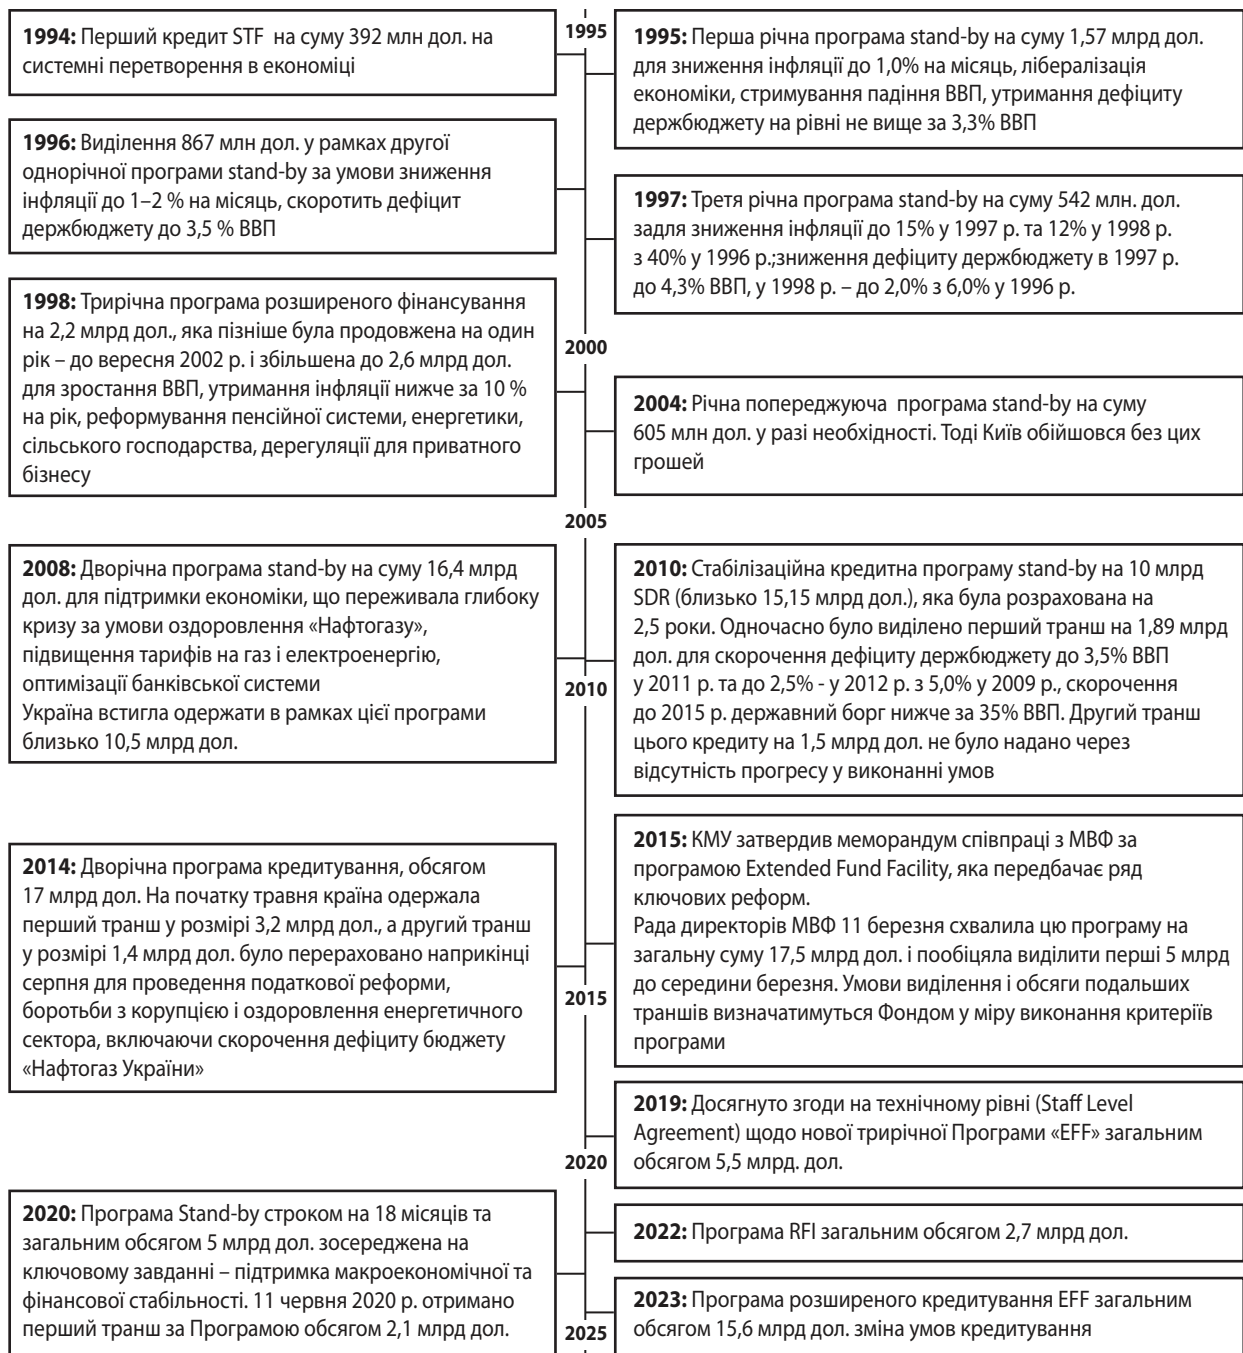 1994: Перший кредит STF на суму 392 млн дол. на
системні перетворення в економіці
1995
1995: Перша річна програма stand-by на суму 1,57 млрд дол.
для зниження інфляції до 1,0% на місяць, лібералізація
економіки, стримування падіння ВВП, утримання дефіциту
держбюджету на рівні не вище за 3,3% ВВП
1996: Виділення 867 млн дол. у рамках другої
однорічної програми stand-by за умови зниження
інфляції до 1–2 % на місяць, скоротить дефіцит
держбюджету до 3,5 % ВВП
1997: Третя річна програма stand-by на суму 542 млн. дол.
задля зниження інфляції до 15% у 1997 р. та 12% у 1998 р.
з 40% у 1996 р.;зниження дефіциту держбюджету в 1997 р.
до 4,3% ВВП, у 1998 р. – до 2,0% з 6,0% у 1996 р.
1998: Трирічна програма розширеного фінансування
на 2,2 млрд дол., яка пізніше була продовжена на один
рік – до вересня 2002 р. і збільшена до 2,6 млрд дол.
для зростання ВВП, утримання інфляції нижче за 10 %
на рік, реформування пенсійної системи, енергетики,
сільського господарства, дерегуляції для приватного
бізнесу
2000
2004: Річна попереджуюча програма stand-by на суму
605 млн дол. у разі необхідності. Тоді Київ обійшовся без цих
грошей
2005
2008: Дворічна програма stand-by на суму 16,4 млрд
дол. для підтримки економіки, що переживала глибоку
кризу за умови оздоровлення «Нафтогазу»,
підвищення тарифів на газ і електроенергію,
оптимізації банківської системи
Україна встигла одержати в рамках цієї програми
близько 10,5 млрд дол.
2010: Стабілізаційна кредитна програму stand-by на 10 млрд
SDR (близько 15,15 млрд дол.), яка була розрахована на
2,5 роки. Одночасно було виділено перший транш на 1,89 млрд
дол. для скорочення дефіциту держбюджету до 3,5% ВВП
у 2011 р. та до 2,5% - у 2012 р. з 5,0% у 2009 р., скорочення
до 2015 р. державний борг нижче за 35% ВВП. Другий транш
цього кредиту на 1,5 млрд дол. не було надано через
відсутність прогресу у виконанні умов
2010
2014: Дворічна програма кредитування, обсягом
17 млрд дол. На початку травня країна одержала
перший транш у розмірі 3,2 млрд дол., а другий транш
у розмірі 1,4 млрд дол. було перераховано наприкінці
серпня для проведення податкової реформи,
боротьби з корупцією і оздоровлення енергетичного
сектора, включаючи скорочення дефіциту бюджету
«Нафтогаз України»
2015: КМУ затвердив меморандум співпраці з МВФ за
програмою Extended Fund Facility, яка передбачає ряд
ключових реформ.
Рада директорів МВФ 11 березня схвалила цю програму на
загальну суму 17,5 млрд дол. і пообіцяла виділити перші 5 млрд
до середини березня. Умови виділення і обсяги подальших
траншів визначатимуться Фондом у міру виконання критеріїв
програми
2015
2019: Досягнуто згоди на технічному рівні (Staff Level
Agreement) щодо нової трирічної Програми «EFF» загальним
обсягом 5,5 млрд. дол.
2020
2020: Програма Stand-by строком на 18 місяців та
загальним обсягом 5 млрд дол. зосереджена на
ключовому завданні – підтримка макроекономічної та
фінансової стабільності. 11 червня 2020 р. отримано
перший транш за Програмою обсягом 2,1 млрд дол.
2022: Програма RFI загальним обсягом 2,7 млрд дол.
2023: Програма розширеного кредитування EFF загальним
обсягом 15,6 млрд дол. зміна умов кредитування
2025